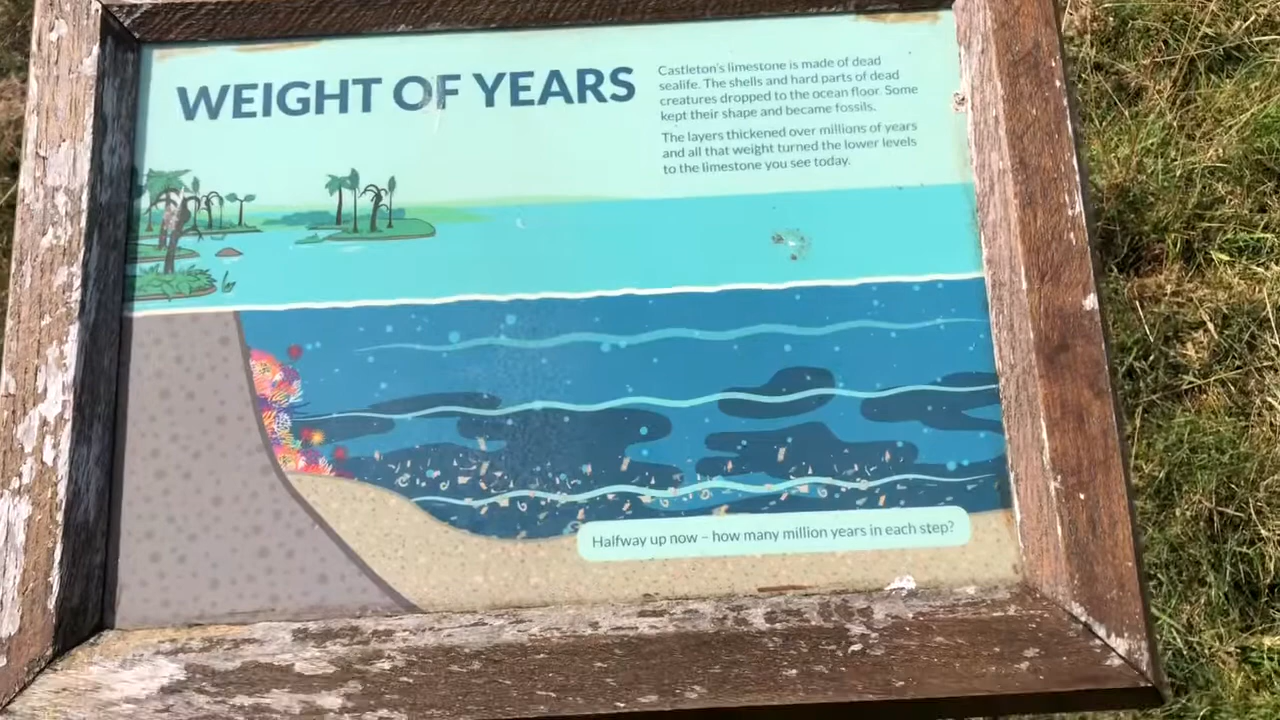 WEIGHT OF YEARS
Castleton's limestone is made of dead
sealife. The shells and hard parts of dead
creatures dropped to the ocean floor. Some
kept their shape and became fossils.
The layers thickened over millions of years
and all that weight turned the lower levels
to the limestone you see today.
Halfway up now – how many million years in each step?